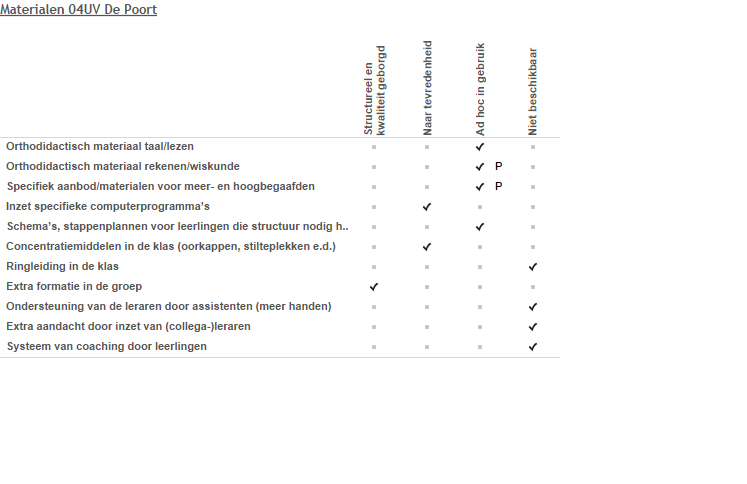 Materialen 04UV De Poort
Structureel en
kwaliteit geborgd
Naar tevredenheid
Ad hoc in gebruik
Niet beschikbaar
Orthodidactisch materiaal taal/lezen
Orthodidactisch materiaal rekenen/wiskunde P
Specifiek aanbod/materialen voor meer- en hoogbegaafden P
Inzet specifieke computerprogramma's
Schema's, stappenplannen voor leerlingen die structuur nodig h..
Concentratiemiddelen in de klas (oorkappen, stilteplekken e.d.)
Ringleiding in de klas
Extra formatie in de groep
Ondersteuning van de leraren door assistenten (meer handen)
Extra aandacht door inzet van (collega-)leraren
Systeem van coaching door leerlingen